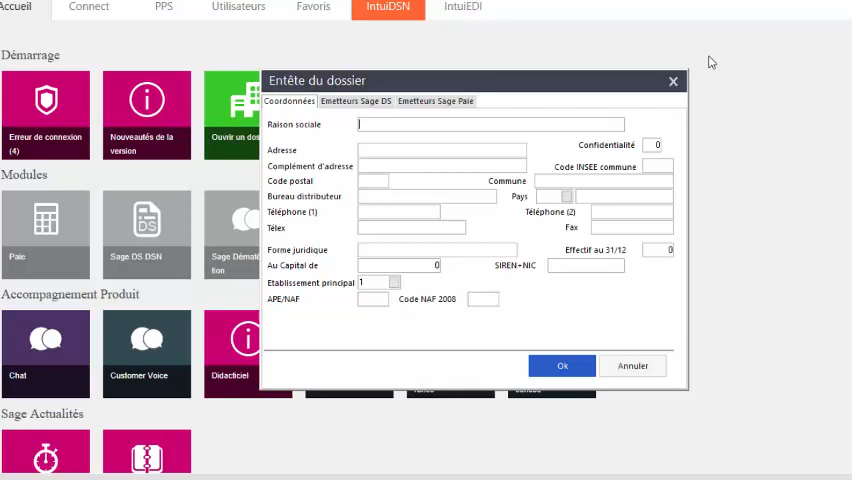 Accueil Connect PPS Utilisateurs Favoris IntuiDSN IntuiEDI
Démarrage
Erreur de connexion
(4)
Nouveautés de la
version
Ouvrir un dos
Modules
Paie
Sage DS DSN
Sage Dématé
tion
Accompagnement Produit
Chat
Customer Voice
Didacticiel
Sage Actualités
Entête du dossier
Coordonnées Emetteurs Sage DS Emetteurs Sage Paie
Raison sociale
Adresse Confidentialité 0
Complément d'adresse Code INSEE commune
Code postal Commune
Bureau distributeur Pays
Téléphone (1) Téléphone (2)
Télex Fax
Forme juridique Effectif au 31/12 0
Au Capital de 0 SIREN+NIC
Etablissement principal 1
APE/NAF Code NAF 2008
Ok Annuler